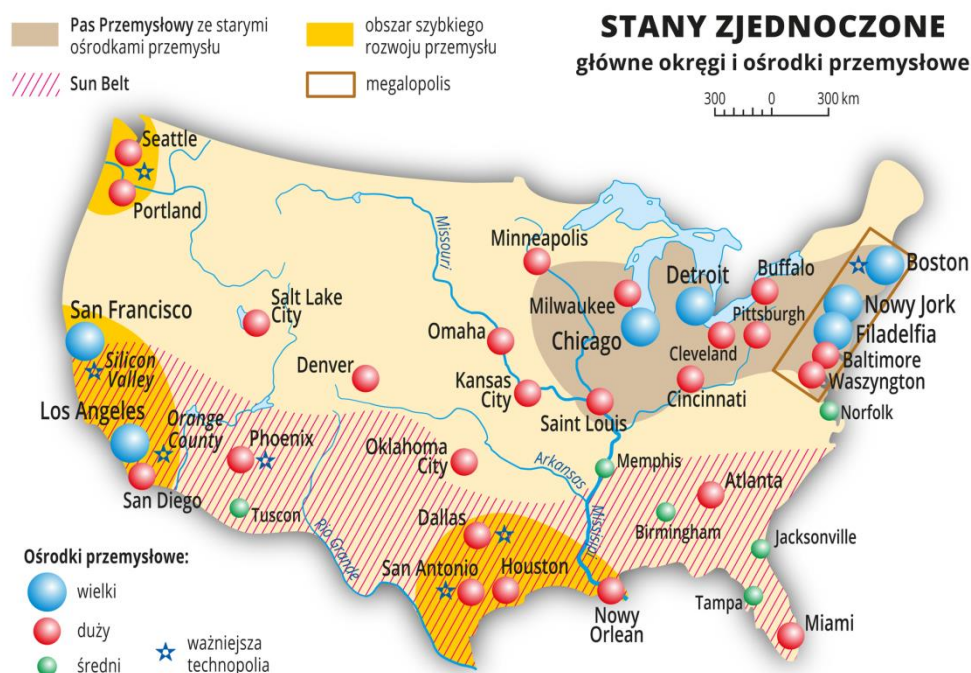 STANY ZJEDNOCZONE
główne okręgi i ośrodki przemysłowe
300 0 300 km
Pas Przemysłowy ze starymi
ośrodkami przemysłu
Sun Belt
obszar szybkiego
rozwoju przemysłu
megalopolis
Seattle
Portland
Missouri
Minneapolis
Milwaukee
Detroit
Buffalo
Boston
Nowy Jork
Pittsburgh
Filadelfia
Baltimore
Waszyngton
Norfolk
Cleveland
Chicago
Cincinnati
San Francisco
Silicon
Valley
Salt Lake
City
Denver
Omaha
Kansas
City
Saint Louis
Los Angeles
Orange
County
Phoenix
Oklahoma
City
Arkansas
Memphis
Atlanta
Birmingham
San Diego
Tuscon
Rio Grande
Dallas
Missisipi
San Antonio
Houston
Nowy
Orlean
Jacksonville
Tampa
Miami
Ośrodki przemysłowe:
wielki
duży
średni
ważniejsza
technopolia